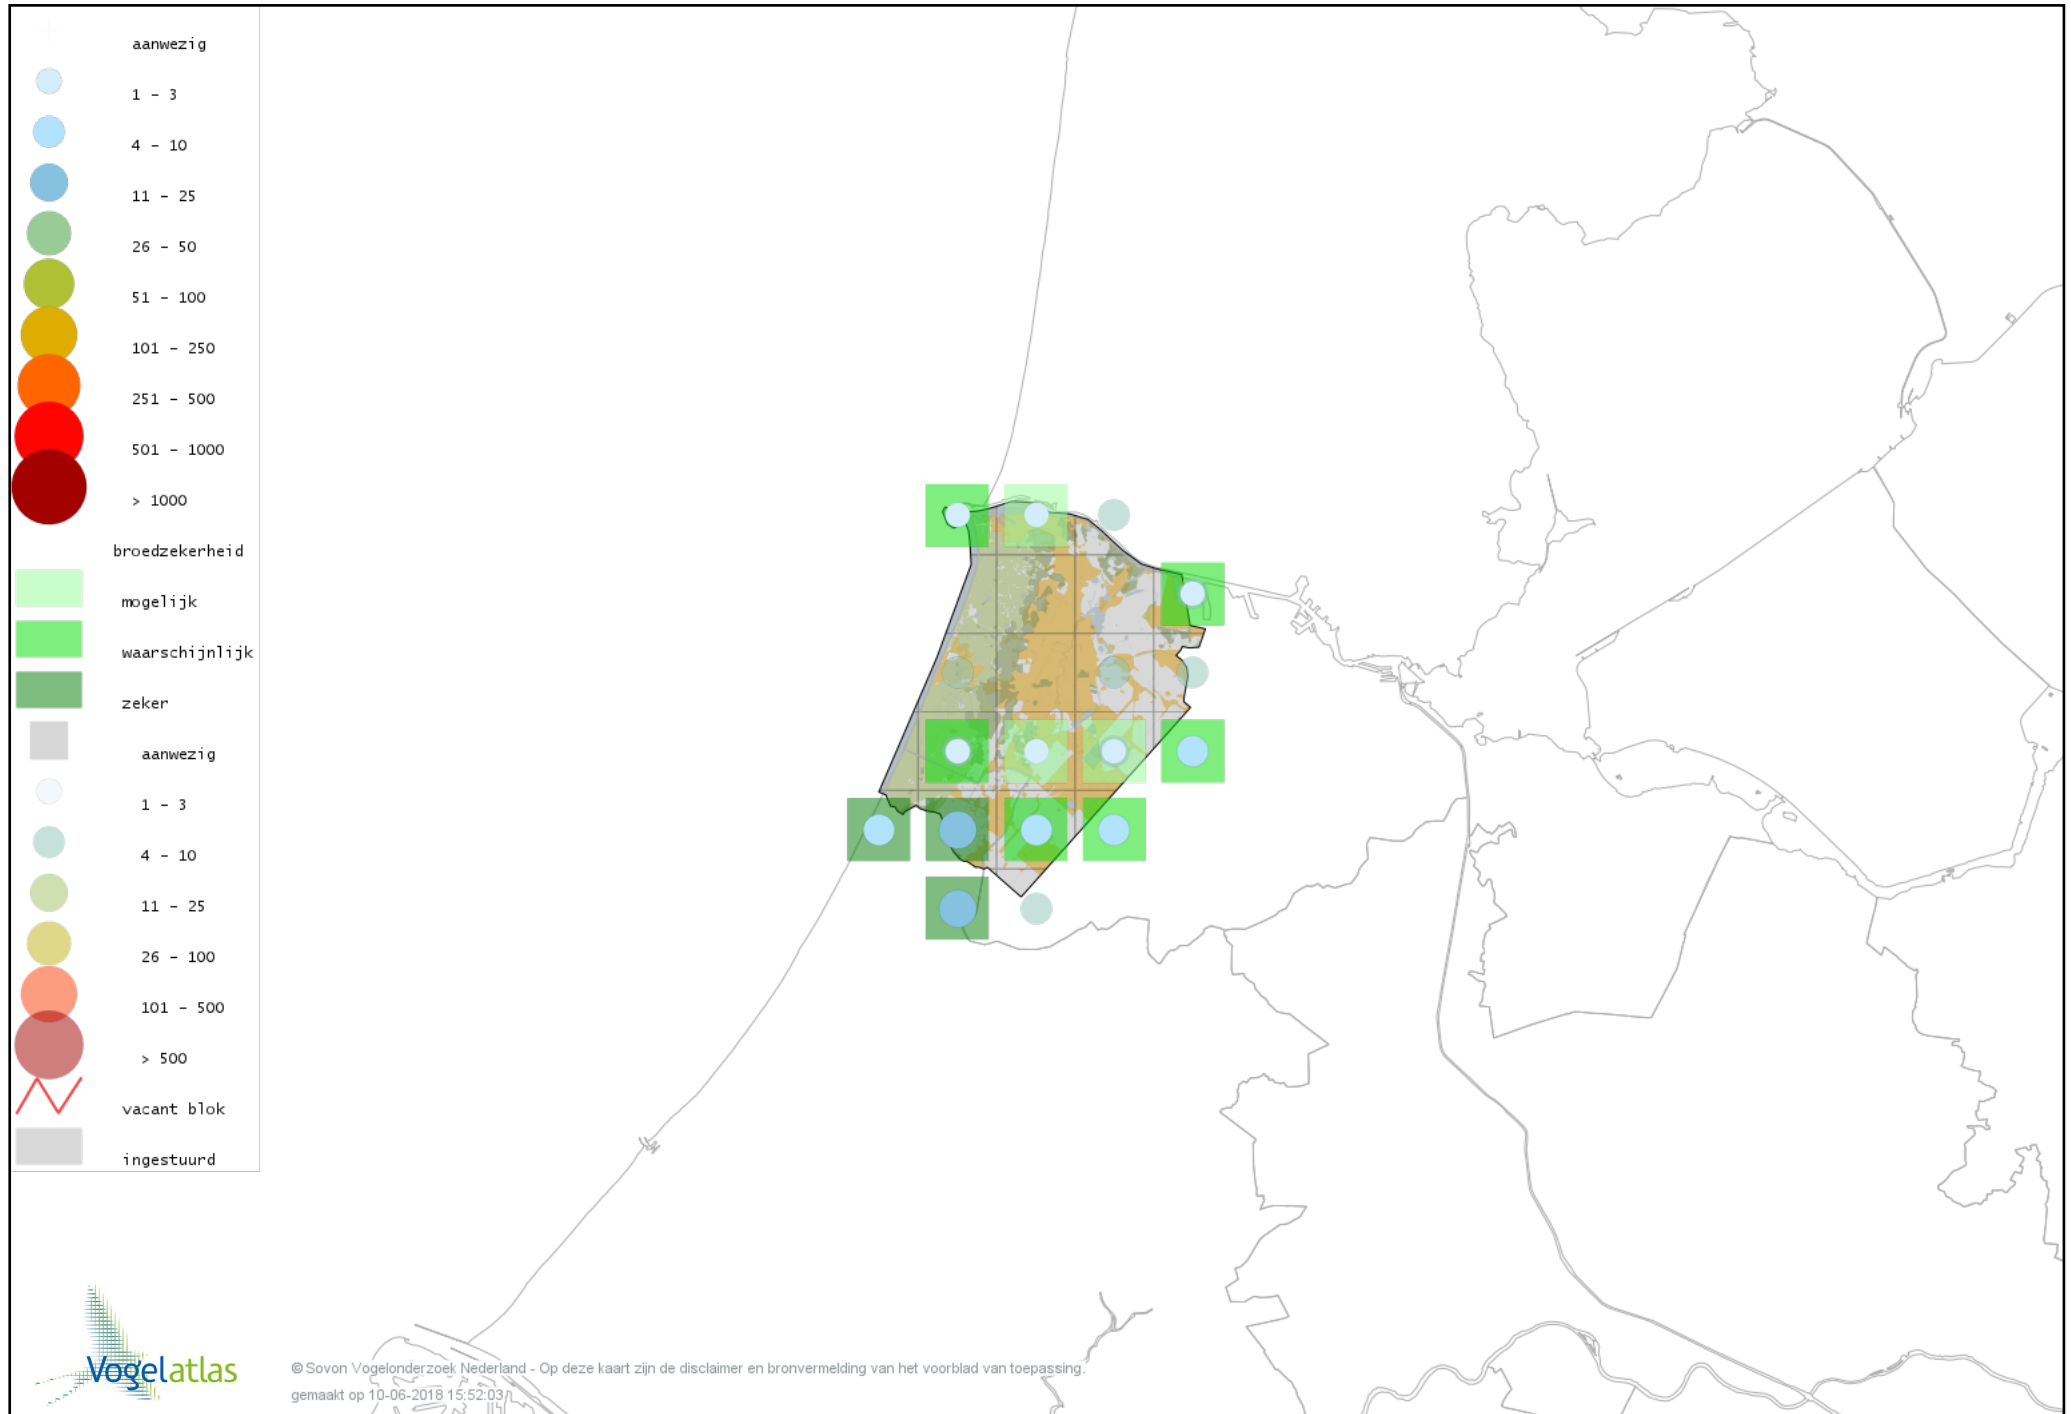 aanwezig
1 – 3
4 – 10
11 – 25
26 – 50
51 – 100
101 – 250
251 – 500
501 – 1000
> 1000
broedzekerheid
mogelijk
waarschijnlijk
zeker
aanwezig
1 – 3
4 – 10
11 – 25
26 – 100
101 – 500
> 500
vacant blok
ingestuurd
Vogelatlas
© Sovon Vogelonderzoek Nederland - Op deze kaart zijn de disclaimer en bronvermelding van het voorblad van toepassing.
gemaakt op 10-06-2018 15:52:03